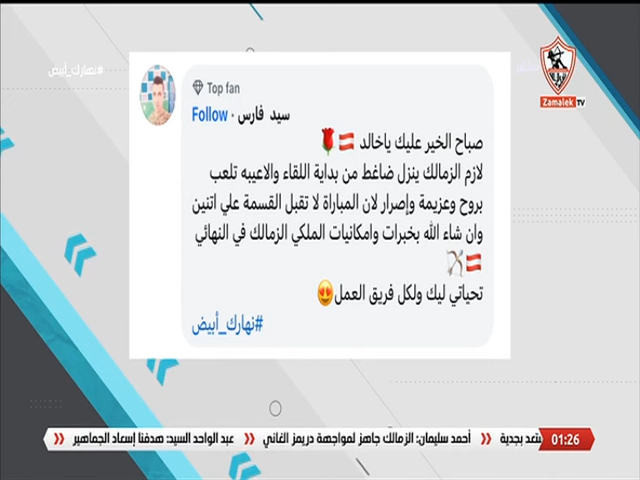 #نهارك_أبيض
Zamalek TV
Top fan
سيد فارس · Follow
صباح الخير عليك ياخالد
لازم الزمالك ينزل ضاغط من بداية اللقاء والاعيبه تلعب
بروح وعزيمة وإصرار لان المباراة لا تقبل القسمة علي اتنين
وان شاء الله بخبرات وامكانيات الملكي الزمالك في النهائي
تحياتي ليك ولكل فريق العمل😍
#نهارك_أبيض
01:26 ستعد بجدية » أحمد سليمان: الزمالك جاهز لمواجهة دريمز الغاني » عبد الواحد السيد: هدفنا إسعاد الجماهير »